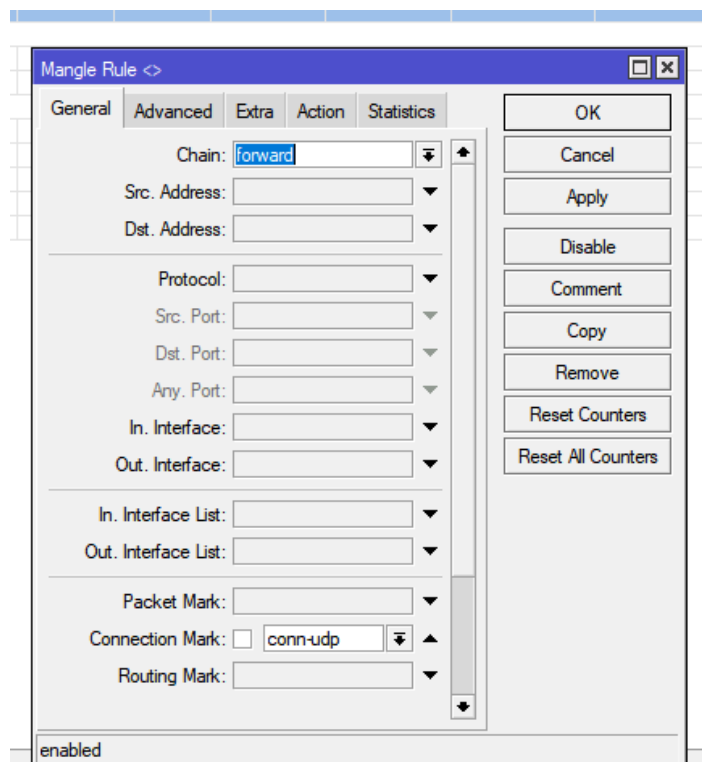 Mangle Rule <>
General Advanced Extra Action Statistics
OK
Chain: forward
Cancel
Src. Address:
Apply
Dst. Address:
Disable
Protocol:
Comment
Src. Port:
Copy
Dst. Port:
Remove
Any. Port:
Reset Counters
In. Interface:
Out. Interface:
Reset All Counters
In. Interface List:
Out. Interface List:
Packet Mark:
Connection Mark: conn-udp
Routing Mark:
enabled